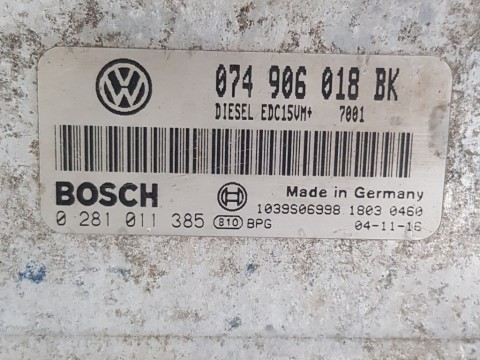 074 906 018 BK
DIESEL EDC15VM+ 7001
BOSCH Made in Germany
0 281 011 385 810 BPG 1039S06998 1803 0460
04-11-16